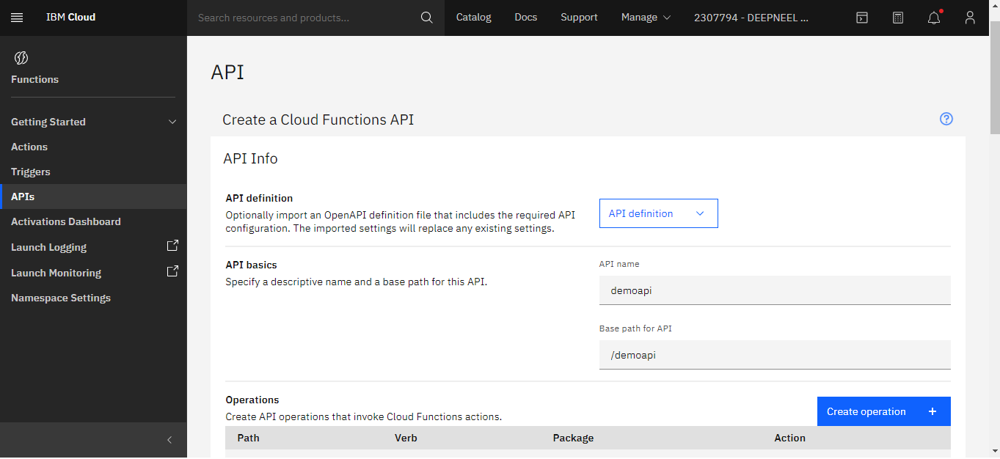 IBM Cloud
Search resources and products...
Catalog
Docs
Support
Manage
2307794 - DEEPNEEL ...
Functions
Getting Started
Actions
Triggers
APIs
Activations Dashboard
Launch Logging
Launch Monitoring
Namespace Settings
API
Create a Cloud Functions API
API Info
API definition
Optionally import an OpenAPI definition file that includes the required API
configuration. The imported settings will replace any existing settings.
API definition
API basics
Specify a descriptive name and a base path for this API.
API name
demoapi
Base path for API
/demoapi
Operations
Create API operations that invoke Cloud Functions actions.
Create operation +
Path Verb Package Action